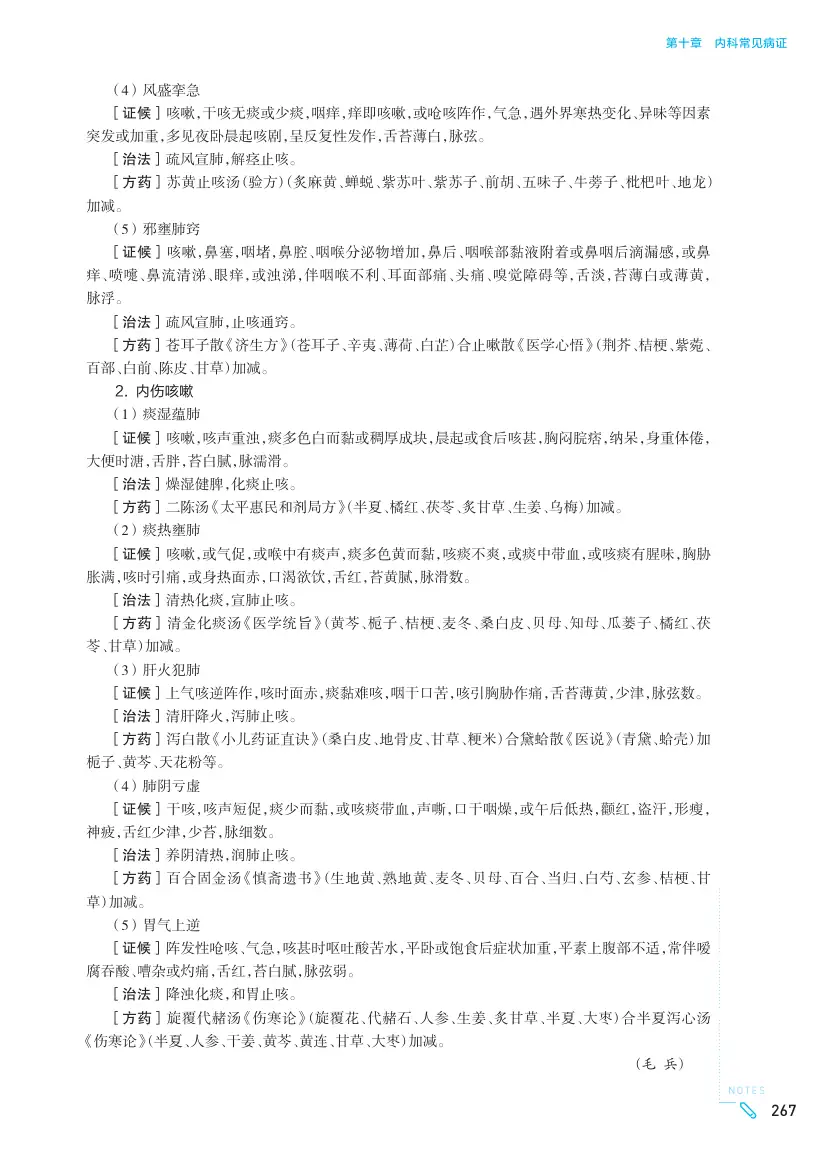 第十章　内科常见病证
（4）风盛挛急
［证候］咳嗽，干咳无痰或少痰，咽痒，痒即咳嗽，或呛咳阵作，气急，遇外界寒热变化、异味等因素
突发或加重，多见夜卧晨起咳剧，呈反复性发作，舌苔薄白，脉弦。
［治法］疏风宣肺，解痉止咳。
［方药］苏黄止咳汤（验方）（炙麻黄、蝉蜕、紫苏叶、紫苏子、前胡、五味子、牛蒡子、枇杷叶、地龙）
加减。
（5）邪壅肺窍
［证候］咳嗽，鼻塞，咽堵，鼻腔、咽喉分泌物增加，鼻后、咽喉部黏液附着或鼻咽后滴漏感，或鼻
痒、喷嚏、鼻流清涕、眼痒，或浊涕，伴咽喉不利、耳面部痛、头痛、嗅觉障碍等，舌淡，苔薄白或薄黄，
脉浮。
［治法］疏风宣肺，止咳通窍。
［方药］苍耳子散《济生方》（苍耳子、辛夷、薄荷、白芷）合止嗽散《医学心悟》（荆芥、桔梗、紫菀、
百部、白前、陈皮、甘草）加减。
2. 内伤咳嗽
（1）痰湿蕴肺
［证候］咳嗽，咳声重浊，痰多色白而黏或稠厚成块，晨起或食后咳甚，胸闷脘痞，纳呆，身重体倦，
大便时溏，舌胖，苔白腻，脉濡滑。
［治法］燥湿健脾，化痰止咳。
［方药］二陈汤《太平惠民和剂局方》（半夏、橘红、茯苓、炙甘草、生姜、乌梅）加减。
（2）痰热壅肺
［证候］咳嗽，或气促，或喉中有痰声，痰多色黄而黏，咳痰不爽，或痰中带血，或咳痰有腥味，胸胁
胀满，咳时引痛，或身热面赤，口渴欲饮，舌红，苔黄腻，脉滑数。
［治法］清热化痰，宣肺止咳。
［方药］清金化痰汤《医学统旨》（黄芩、栀子、桔梗、麦冬、桑白皮、贝母、知母、瓜蒌子、橘红、茯
苓、甘草）加减。
（3）肝火犯肺
［证候］上气咳逆阵作，咳时面赤，痰黏难咳，咽干口苦，咳引胸胁作痛，舌苔薄黄，少津，脉弦数。
［治法］清肝降火，泻肺止咳。
［方药］泻白散《小儿药证直诀》（桑白皮、地骨皮、甘草、粳米）合黛蛤散《医说》（青黛、蛤壳）加
栀子、黄芩、天花粉等。
（4）肺阴亏虚
［证候］干咳，咳声短促，痰少而黏，或咳痰带血，声嘶，口干咽燥，或午后低热，颧红，盗汗，形瘦，
神疲，舌红少津，少苔，脉细数。
［治法］养阴清热，润肺止咳。
［方药］百合固金汤《慎斋遗书》（生地黄、熟地黄、麦冬、贝母、百合、当归、白芍、玄参、桔梗、甘
草）加减。
（5）胃气上逆
［证候］阵发性呛咳、气急，咳甚时呕吐酸苦水，平卧或饱食后症状加重，平素上腹部不适，常伴嗳
腐吞酸、嘈杂或灼痛，舌红，苔白腻，脉弦弱。
［治法］降浊化痰，和胃止咳。
［方药］旋覆代赭汤《伤寒论》（旋覆花、代赭石、人参、生姜、炙甘草、半夏、大枣）合半夏泻心汤
《伤寒论》（半夏、人参、干姜、黄芩、黄连、甘草、大枣）加减。
（毛 兵）
NOTES
267